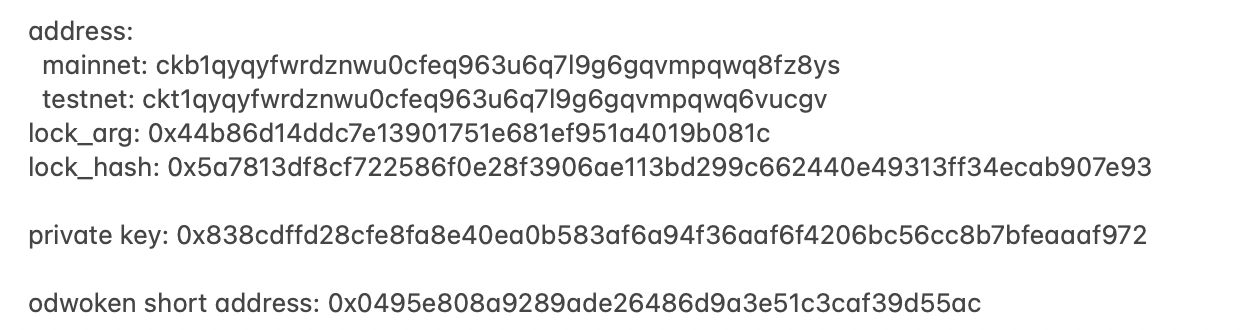 address:
mainnet: ckb1qyqyfwrdznwu0cfeq963u6q7l9g6gqvmpqwq8fz8ys
testnet: ckt1qyqyfwrdznwu0cfeq963u6q7l9g6gqvmpqwq6vucgv
lock_arg: 0x44b86d14ddc7e13901751e681ef951a4019b081c
lock_hash: 0x5a7813df8cf722586f0e28f3906ae113bd299c662440e49313ff34ecab907e93
private key: 0x838cdffd28cfe8fa8e40ea0b583af6a94f36aaf6f4206bc56cc8b7bfeaaaf972
odwoken short address: 0x0495e808a9289ade26486d9a3e51c3caf39d55ac